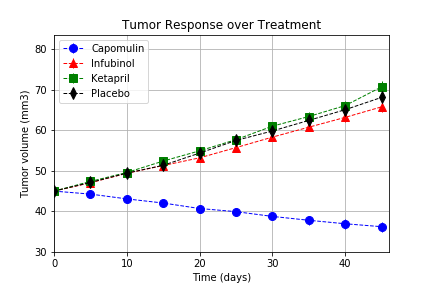 Tumor Response over Treatment
80
70
60
50
40
30
Tumor volume (mm3)
Capomulin
Infubinol
Ketapril
Placebo
0
10
20
30
40
Time (days)